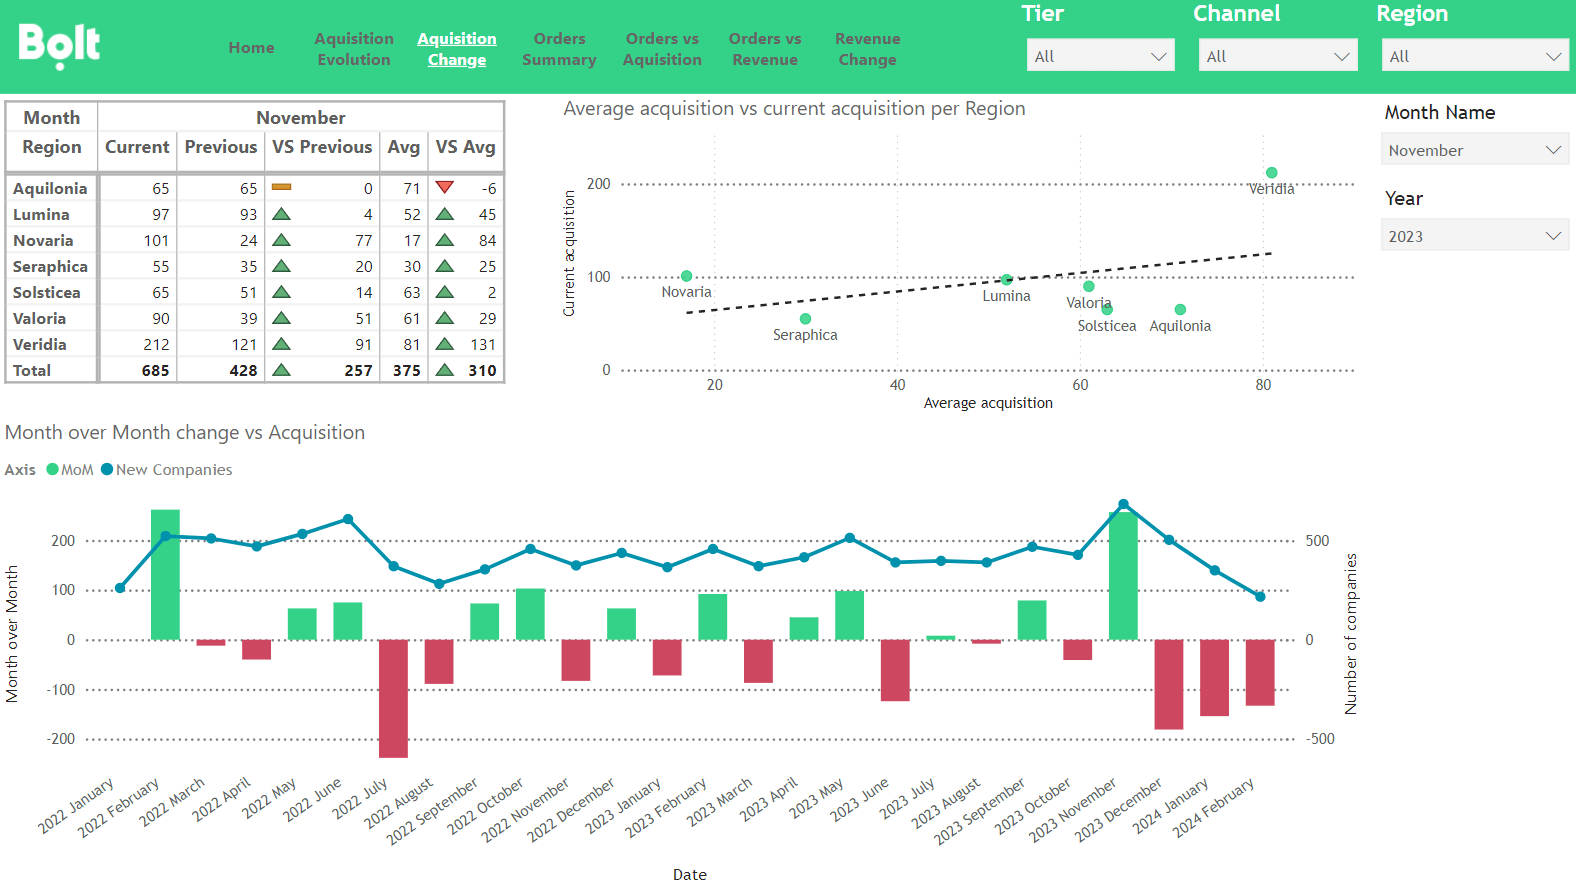 Bolt
Home
Aquisition Evolution
Aquisition Change
Orders Summary
Orders vs Aquisition
Orders vs Revenue
Revenue Change
Tier
All
Channel
All
Region
All
Month November
Region Current Previous VS Previous Avg VS Avg
Aquilonia 65 65 0 71 -6
Lumina 97 93 4 52 45
Novaria 101 24 77 17 84
Seraphica 55 35 20 30 25
Solsticea 65 51 14 63 2
Valoria 90 39 51 61 29
Veridia 212 121 91 81 131
Total 685 428 257 375 310
Average acquisition vs current acquisition per Region
Current acquisition
200
100
0
Veridia
Novaria
Lumina
Valoria
Seraphica
Solsticea
Aquilonia
20 40 60 80
Average acquisition
Month Name
November
Year
2023
Month over Month change vs Acquisition
Axis MoM New Companies
Month over Month
200
100
0
-100
-200
500
0
-500
Number of companies
2022 January
2022 February
2022 March
2022 April
2022 May
2022 June
2022 July
2022 August
2022 September
2022 October
2022 November
2022 December
2023 January
2023 February
2023 March
2023 April
2023 May
2023 June
2023 July
2023 August
2023 September
2023 October
2023 November
2023 December
2024 January
2024 February
Date